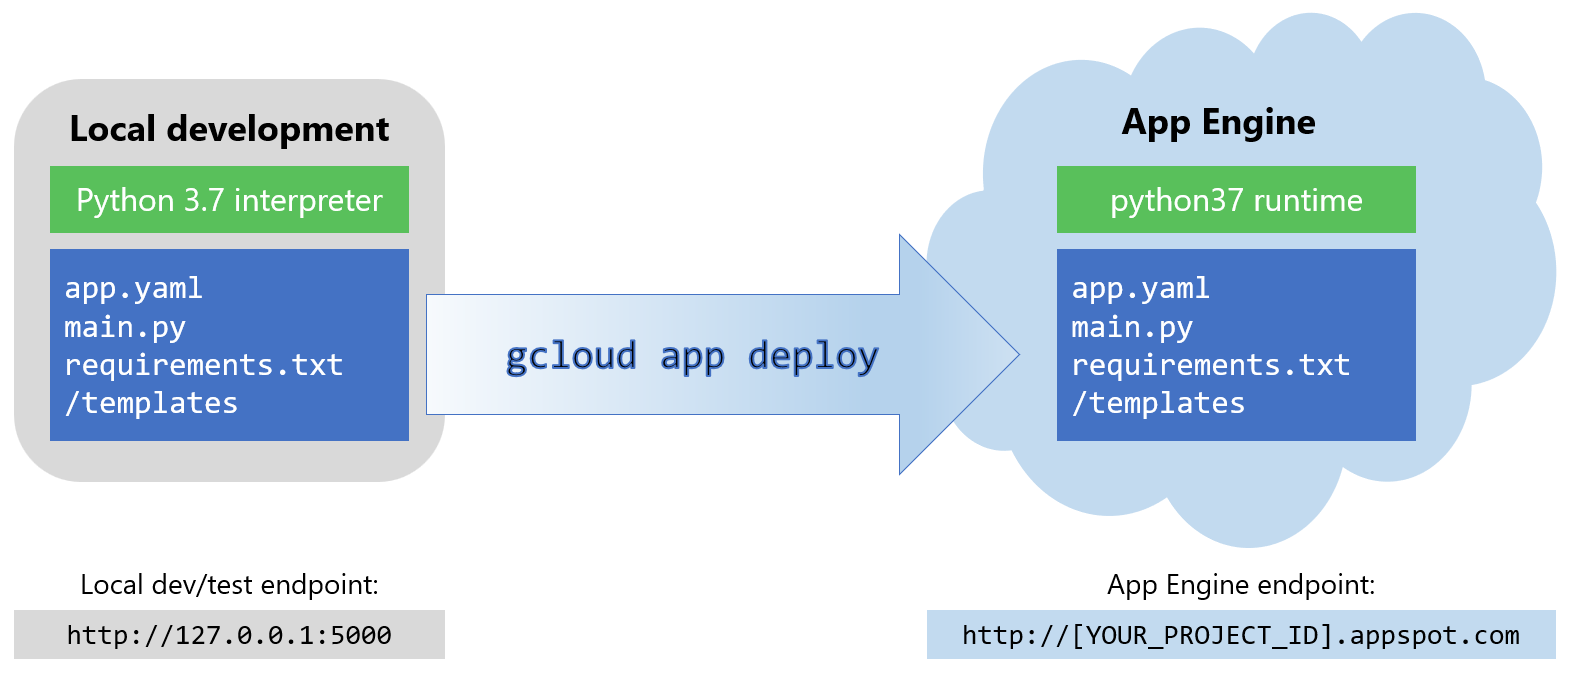 Local development
Python 3.7 interpreter
app.yaml
main.py
requirements.txt
/templates
gcloud app deploy
App Engine
python37 runtime
app.yaml
main.py
requirements.txt
/templates
Local dev/test endpoint:
http://127.0.0.1:5000
App Engine endpoint:
http://[YOUR_PROJECT_ID].appspot.com